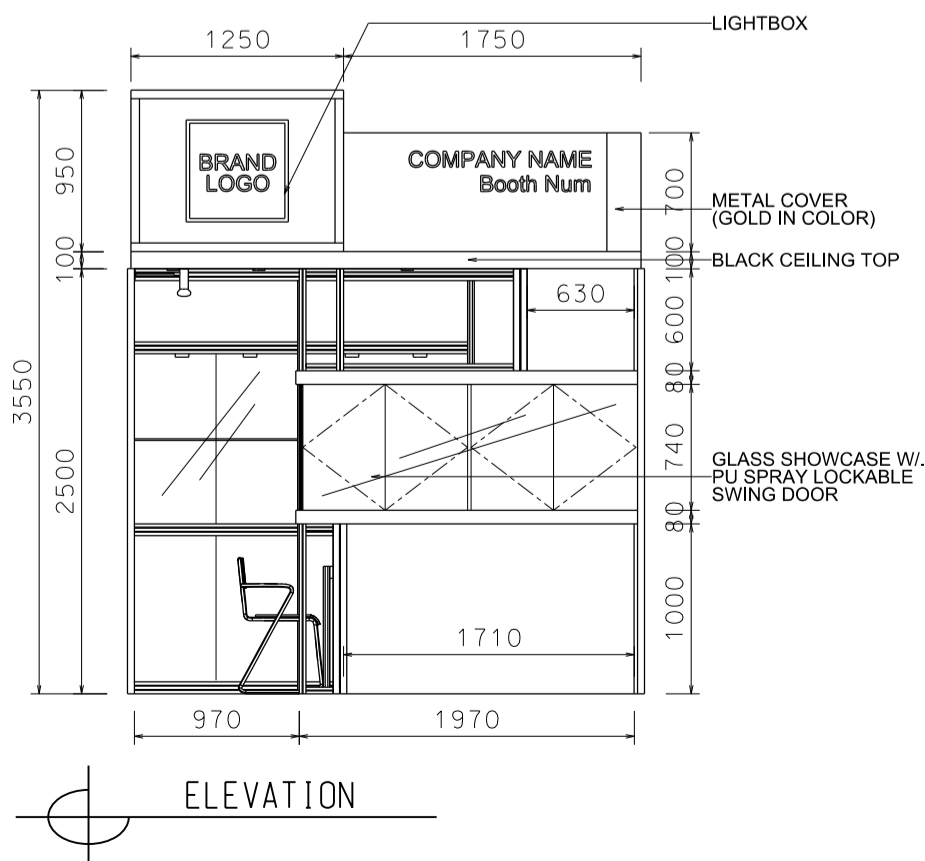 LIGHTBOX
1250
1750
BRAND
LOGO
COMPANY NAME
Booth Num
950
700
METAL COVER
(GOLD IN COLOR)
100
100
BLACK CEILING TOP
630
600
3550
80
2500
740
GLASS SHOWCASE W/.
PU SPRAY LOCKABLE
SWING DOOR
80
1000
1710
970
1970
ELEVATION